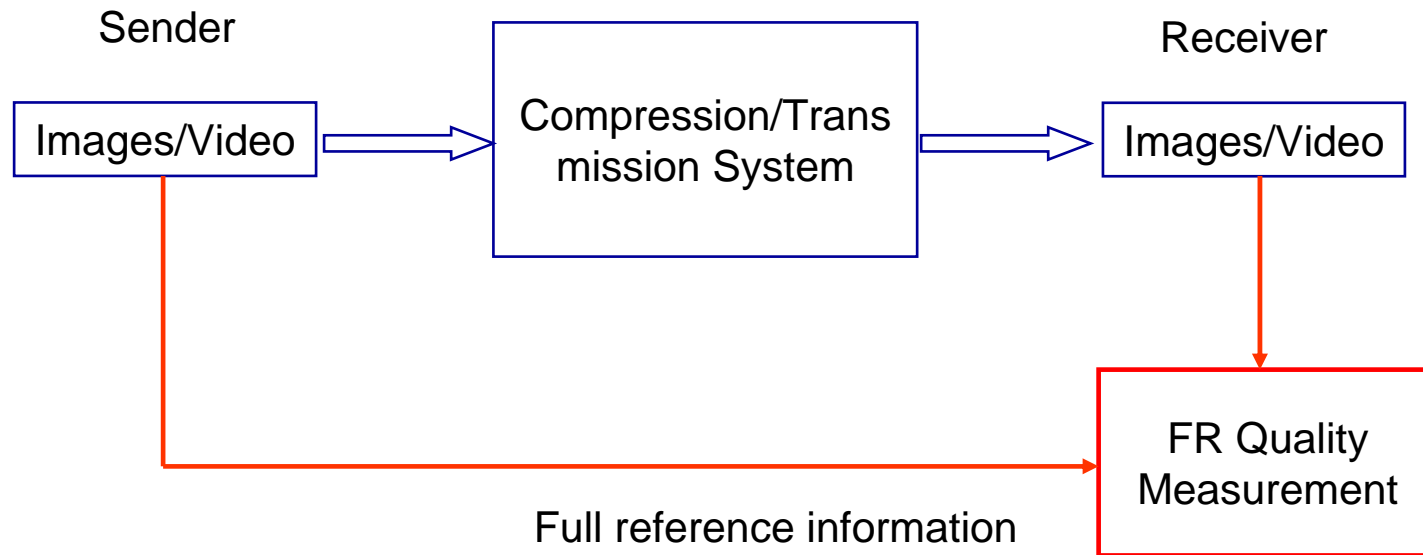 Sender
Receiver
Images/Video
Compression/Trans
mission System
Images/Video
FR Quality
Measurement
Full reference information